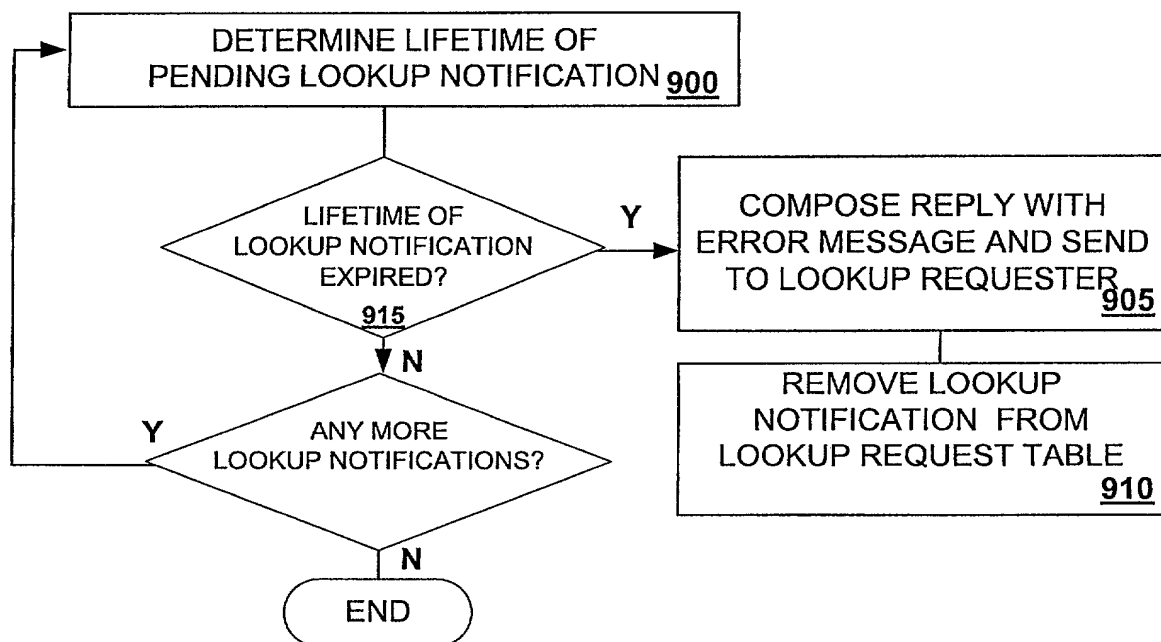 DETERMINE LIFETIME OF
PENDING LOOKUP NOTIFICATION 900
LIFETIME OF
LOOKUP NOTIFICATION
EXPIRED?
915
Y
COMPOSE REPLY WITH
ERROR MESSAGE AND SEND
TO LOOKUP REQUESTER
905
N
REMOVE LOOKUP
NOTIFICATION FROM
LOOKUP REQUEST TABLE
910
Y
ANY MORE
LOOKUP NOTIFICATIONS?
N
END